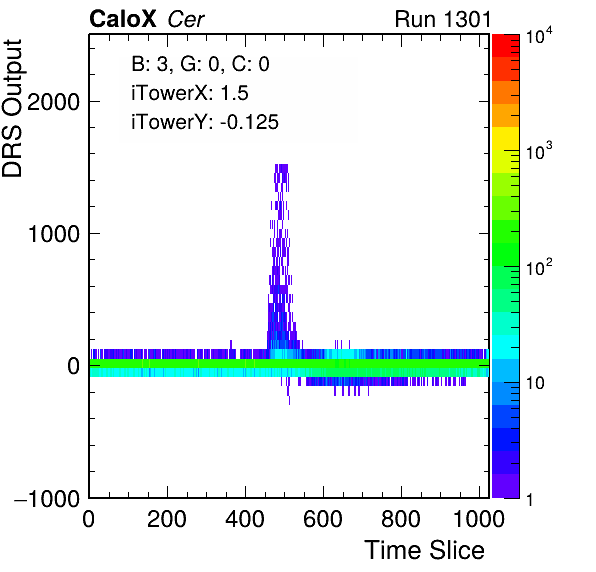 CaloX Cer Run 1301
B: 3, G: 0, C: 0
iTowerX: 1.5
iTowerY: -0.125
DRS Output
2000
1000
0
−1000
0 200 400 600 800 1000
Time Slice
10^4
10^3
10^2
10
1